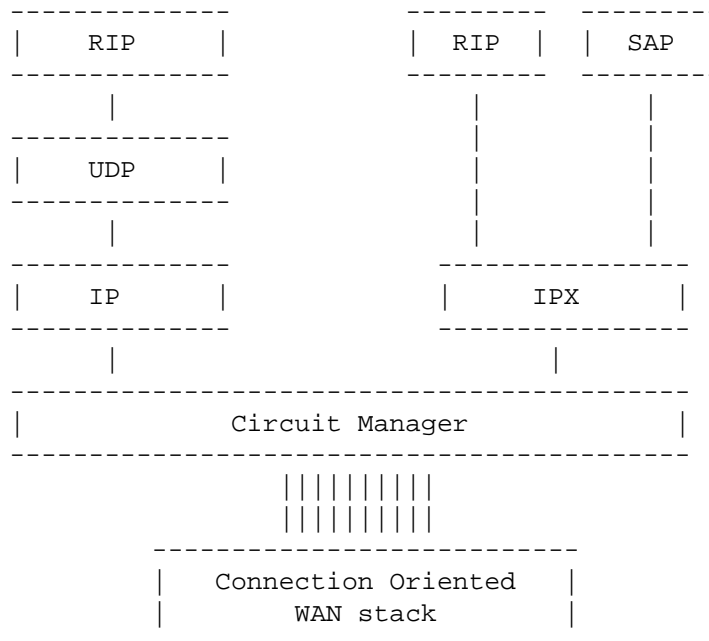 RIP RIP SAP
UDP
IP IPX
Circuit Manager
Connection Oriented
WAN stack